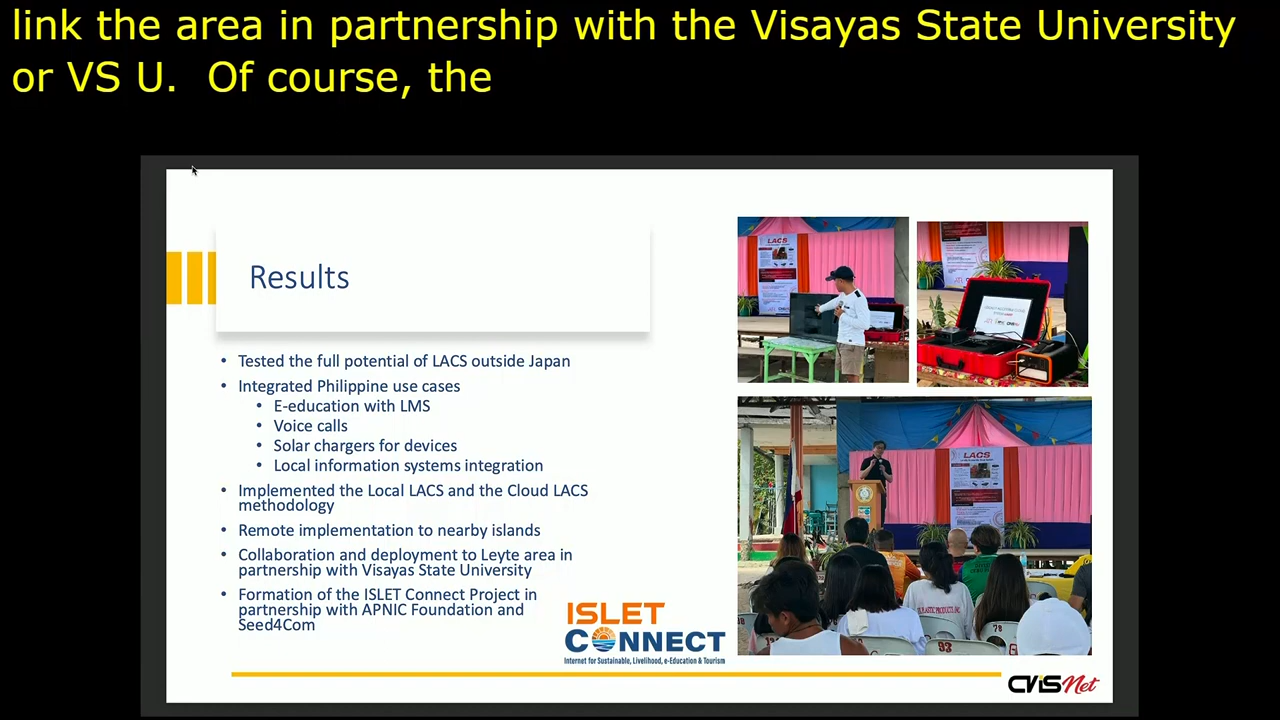 link the area in partnership with the Visayas State University
or VS U.  Of course, the
Results
• Tested the full potential of LACS outside Japan
• Integrated Philippine use cases
• E-education with LMS
• Voice calls
• Solar chargers for devices
• Local information systems integration
• Implemented the Local LACS and the Cloud LACS
methodology
• Remote implementation to nearby islands
• Collaboration and deployment to Leyte area in
partnership with Visayas State University
• Formation of the ISLET Connect Project in
partnership with APNIC Foundation and
Seed4Com
ISLET
CONNECT
Internet for Sustainable, Livelihood, e-Education & Tourism
LACS
LACS
78
93
CViSNet